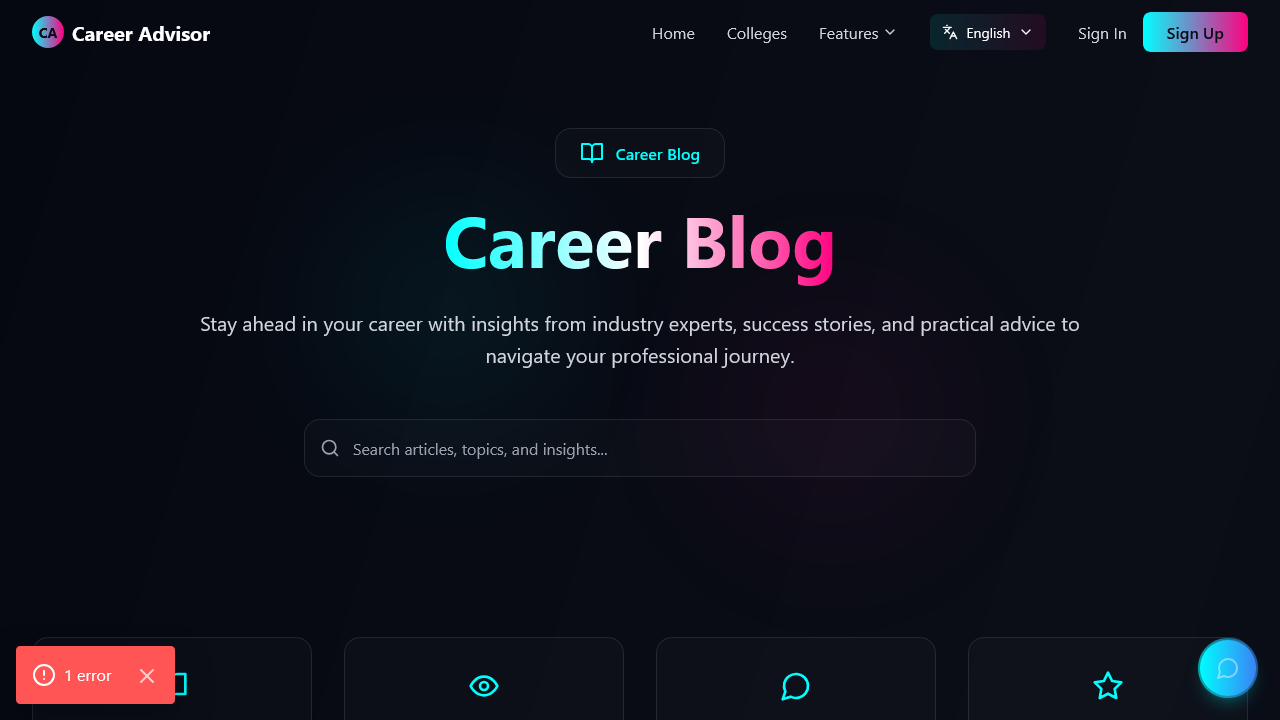 CA Career Advisor
Home
Colleges
Features
English
Sign In
Sign Up
Career Blog
Career Blog
Stay ahead in your career with insights from industry experts, success stories, and practical advice to
navigate your professional journey.
Search articles, topics, and insights...
1 error